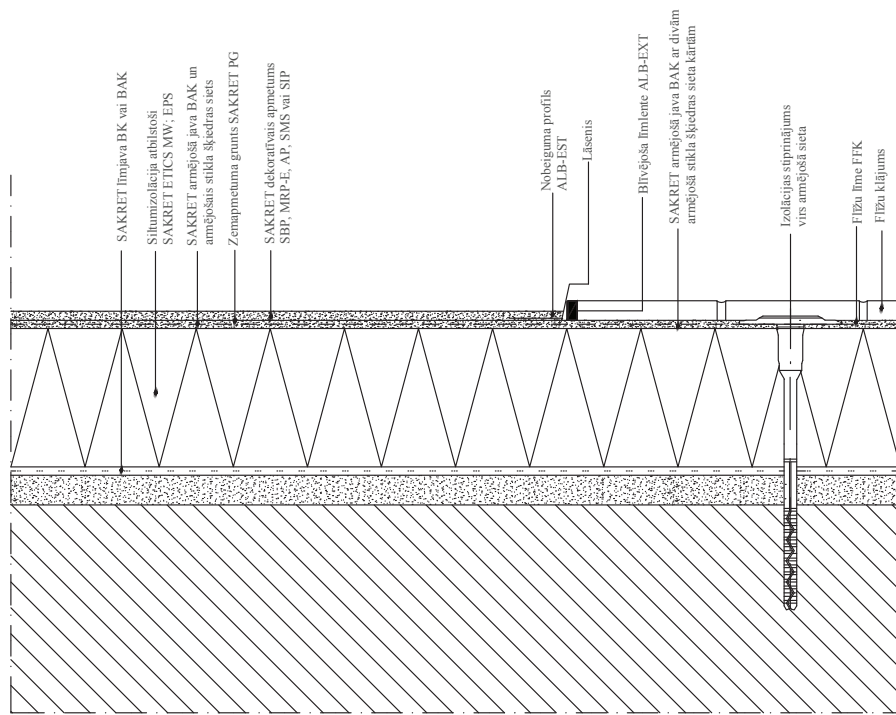 SAKRET līmjava BK vai BAK
Siltumizolācija atbilstoši
SAKRET ETICS MW; EPS
SAKRET armējošā java BAK un
armējošais stikla šķiedras siets
Zemapmetuma grunts SAKRET PG
SAKRET dekoratīvais apmetums
SBP, MRP-E, AP, SMS vai SIP
Nobeiguma profils
ALB-EST
Lāsenis
Blīvējoša līmlente ALB-EXT
SAKRET armējošā java BAK ar divām
armējošā stikla šķiedras sieta kārtām
Izolācijas stiprinājums
virs armējošā sieta
Flīžu līme FFK
Flīžu klājums